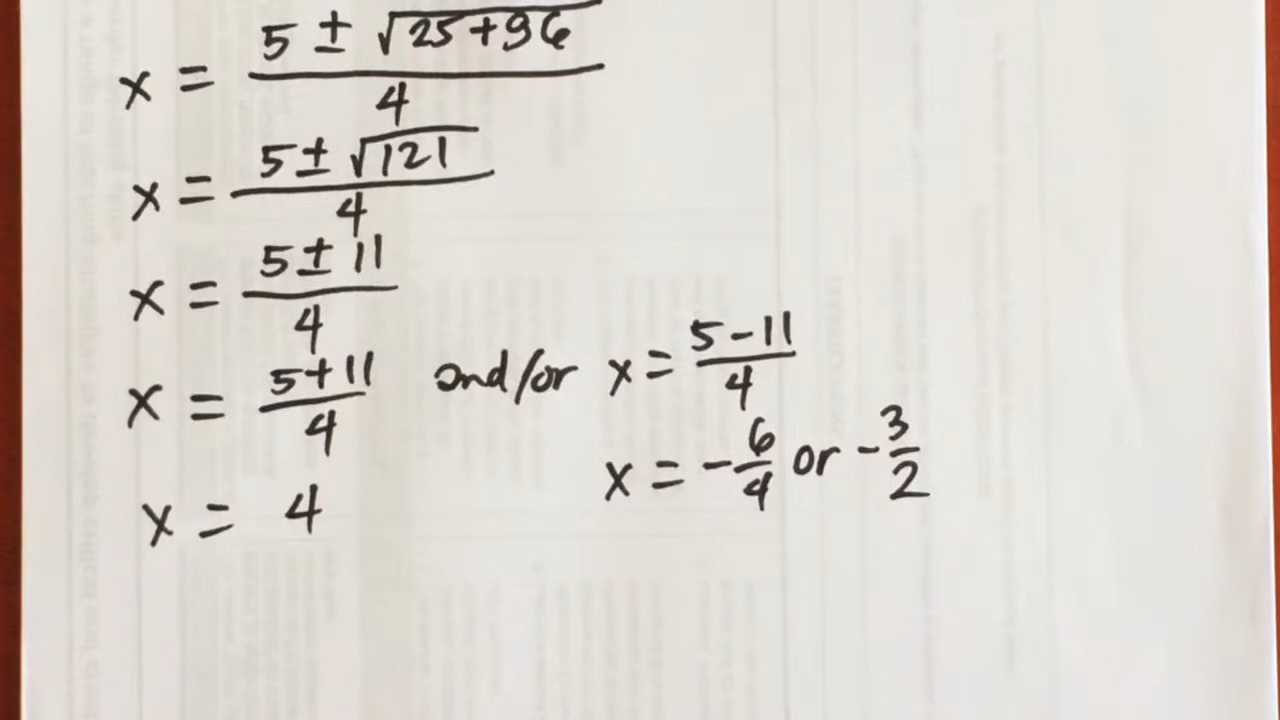 x = (5 ± √(25+96))/4
x = (5 ± √121)/4
x = (5 ± 11)/4
x = (5+11)/4 and/or x = (5-11)/4
x = 4 x = -6/4 or -3/2